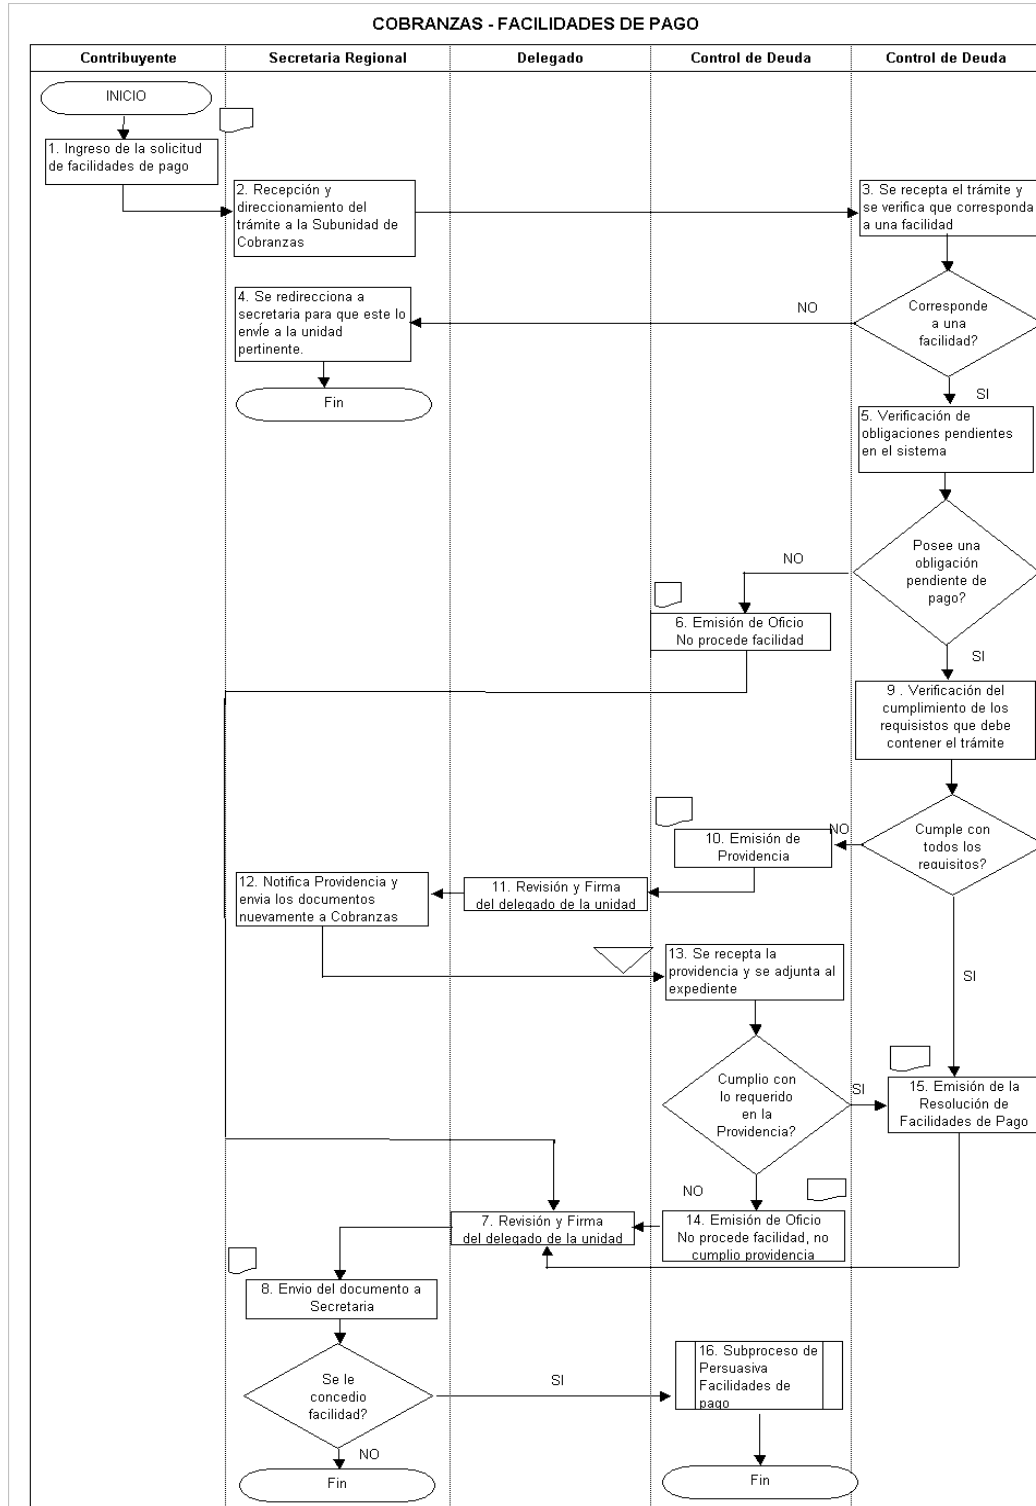 COBRANZAS - FACILIDADES DE PAGO
Contribuyente
Secretaria Regional
Delegado
Control de Deuda
Control de Deuda
INICIO
1. Ingreso de la solicitud
de facilidades de pago
2. Recepción y
direccionamiento del
trámite a la Subunidad de
Cobranzas
3. Se recepta el trámite y
se verifica que corresponda
a una facilidad
4. Se redirecciona a
secretaria para que este lo
envíe a la unidad
pertinente.
NO
Corresponde
a una
facilidad?
Fin
SI
5. Verificación de
obligaciones pendientes
en el sistema
NO
Posee una
obligación
pendiente de
pago?
6. Emisión de Oficio
No procede facilidad
SI
9 . Verificación del
cumplimiento de los
requisistos que debe
contener el trámite
NO
Cumple con
todos los
requisitos?
10. Emisión de
Providencia
12. Notifica Providencia y
envia los documentos
nuevamente a Cobranzas
11. Revisión y Firma
del delegado de la unidad
13. Se recepta la
providencia y se adjunta al
expediente
SI
Cumplio con
lo requerido
en la
Providencia?
SI
15. Emisión de la
Resolución de
Facilidades de Pago
NO
7. Revisión y Firma
del delegado de la unidad
14. Emisión de Oficio
No procede facilidad, no
cumplio providencia
8. Envio del documento a
Secretaria
Se le
concedio
facilidad?
SI
16. Subproceso de
Persuasiva
Facilidades de
pago
NO
Fin
Fin